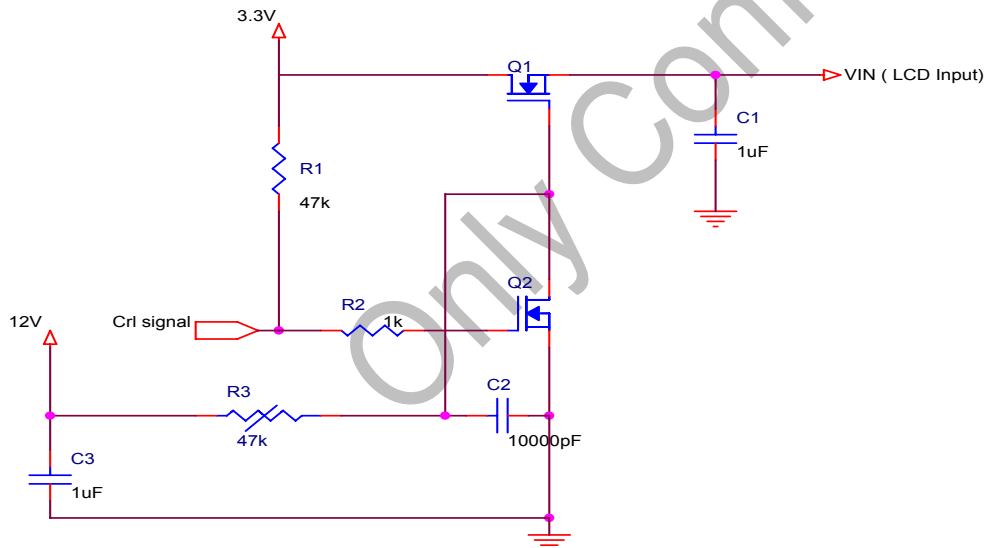 3.3V
Q1
VIN ( LCD Input)
C1
1uF
R1
47k
Q2
R2
1k
Crl signal
12V
R3
47k
C2
10000pF
C3
1uF
Only